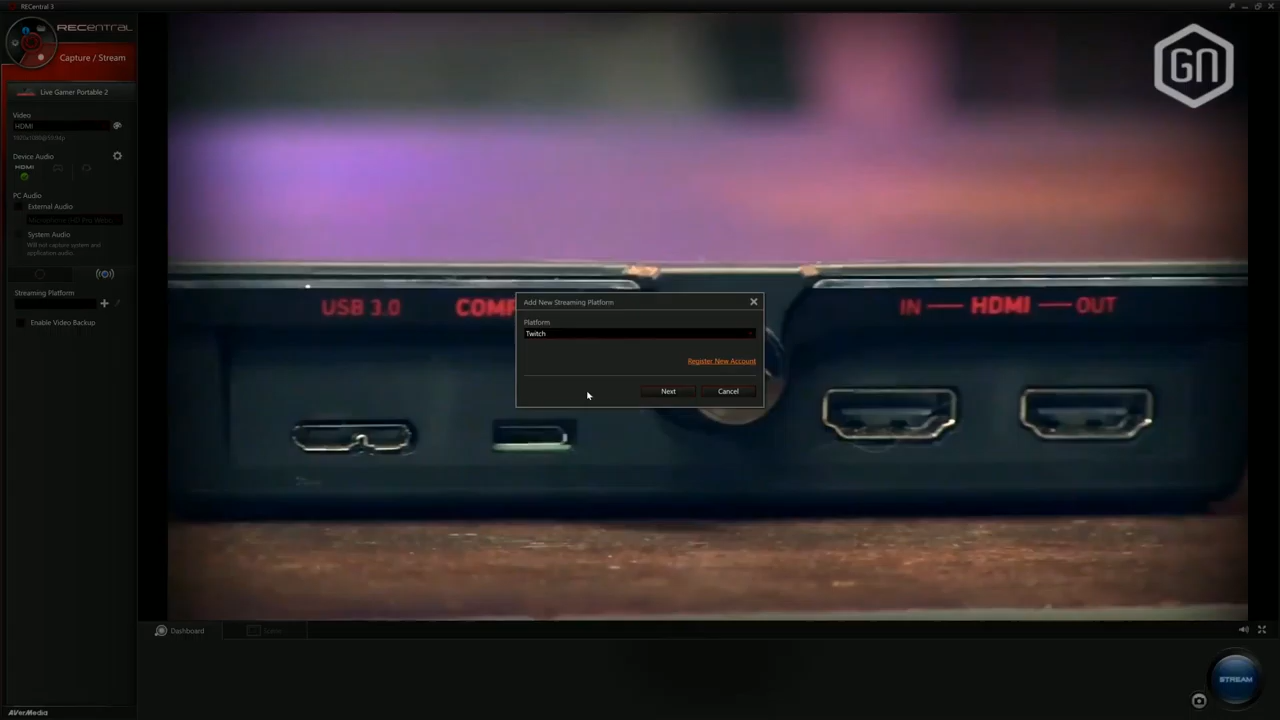 RECentral 3
RECENTRAL
Capture / Stream
Live Gamer Portable 2
Video
HDMI
Device Audio
HDMI
PC Audio
External Audio
System Audio
Will not capture system and
application audio.
Streaming Platform
Enable Video Backup
GN
USB 3.0
COMP
IN — HDMI — OUT
Add New Streaming Platform
Platform
Twitch
Register New Account
Next
Cancel
Dashboard
Scene
STREAM
AVerMedia